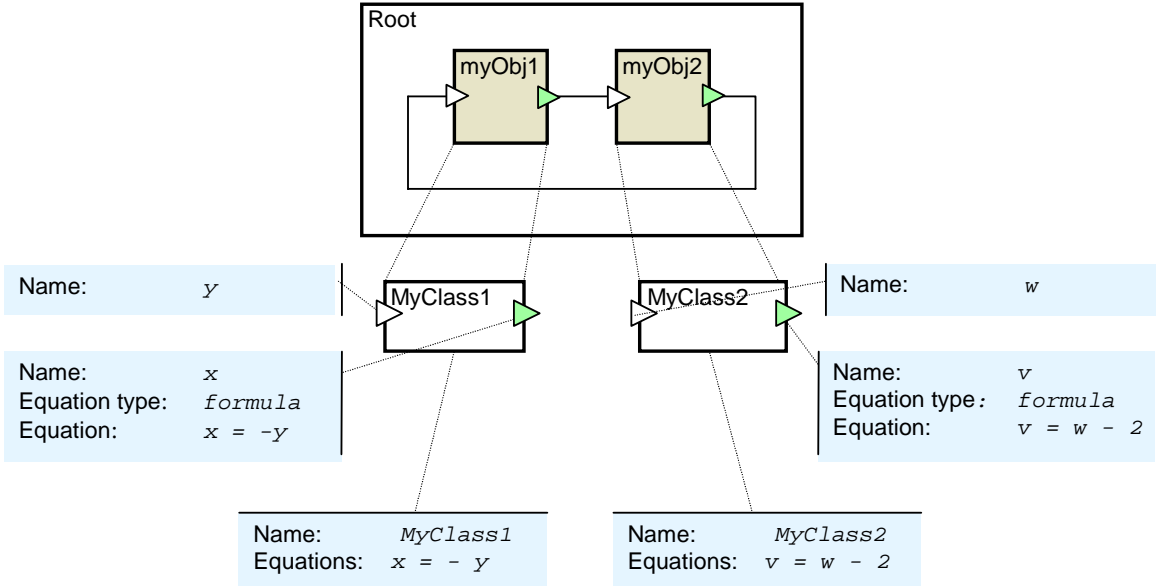 Root
myObj1 myObj2
MyClass1 MyClass2
Name: y
Name: w
Name: x
Equation type: formula
Equation: x = -y
Name: v
Equation type: formula
Equation: v = w - 2
Name: MyClass1
Equations: x = - y
Name: MyClass2
Equations: v = w - 2